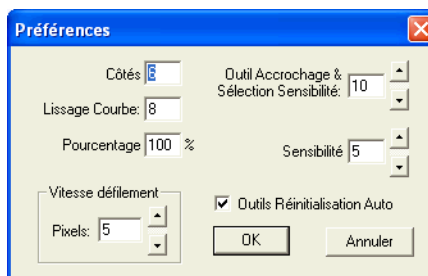 Préférences
Côtés 6
Lissage Courbe: 8
Pourcentage 100 %
Outil Accrochage &
Sélection Sensibilité: 10
Sensibilité 5
Vitesse défilement
Pixels: 5
Outils Réinitialisation Auto
OK
Annuler